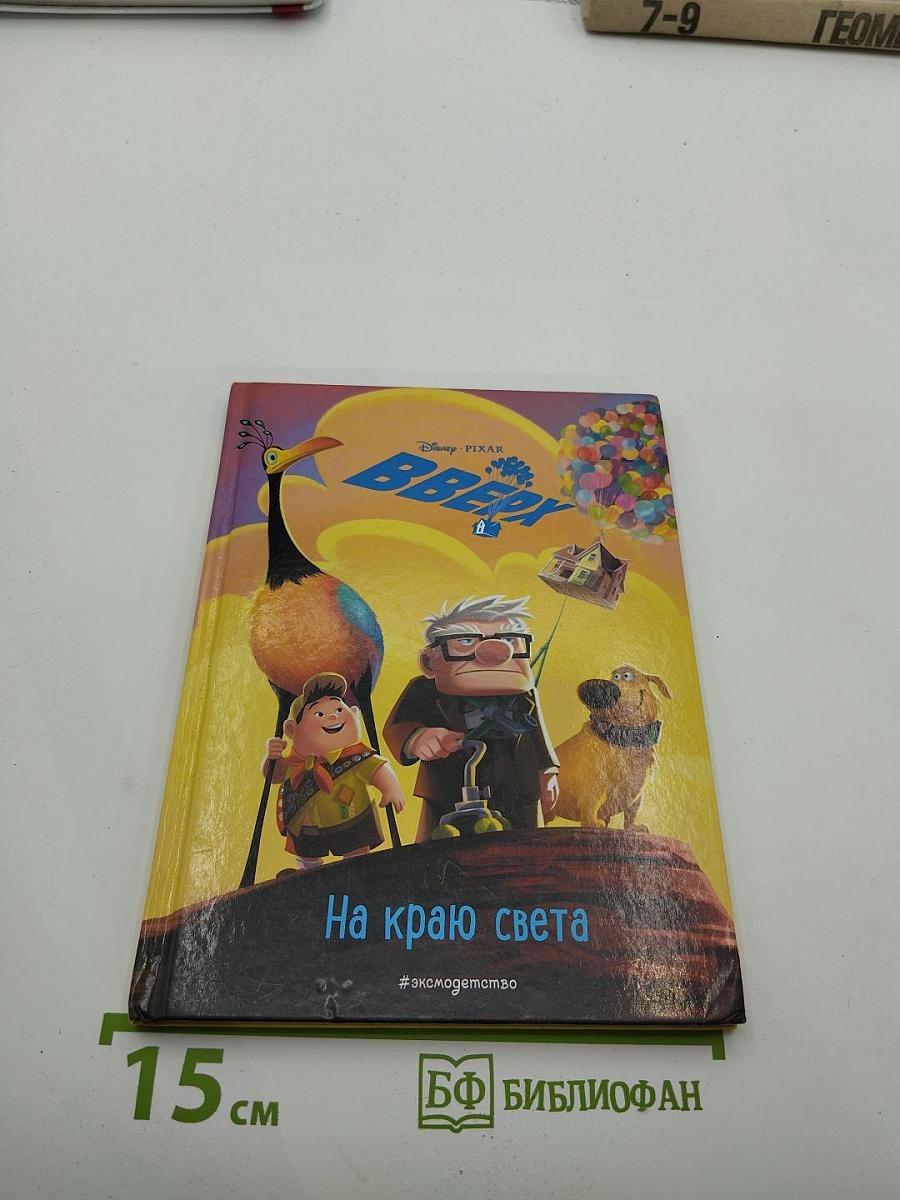 7-9 ГЕОМ
Disney · PIXAR
ВВЕРХ
На краю света
#эксмодетство
15 см
БФ БИБЛИОФАН